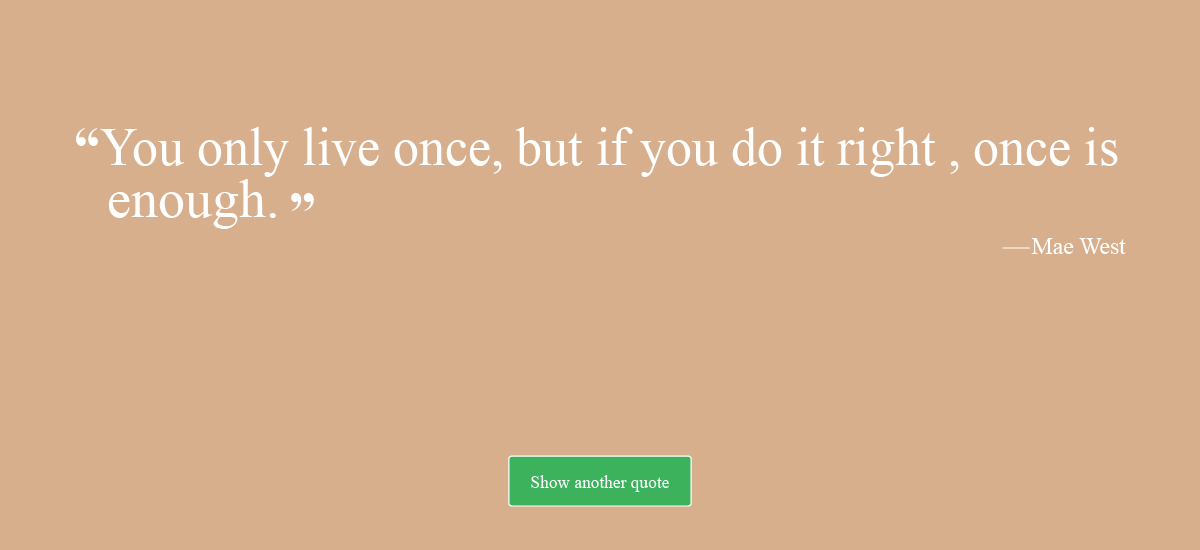 “You only live once, but if you do it right , once is
enough. ”
—Mae West
Show another quote